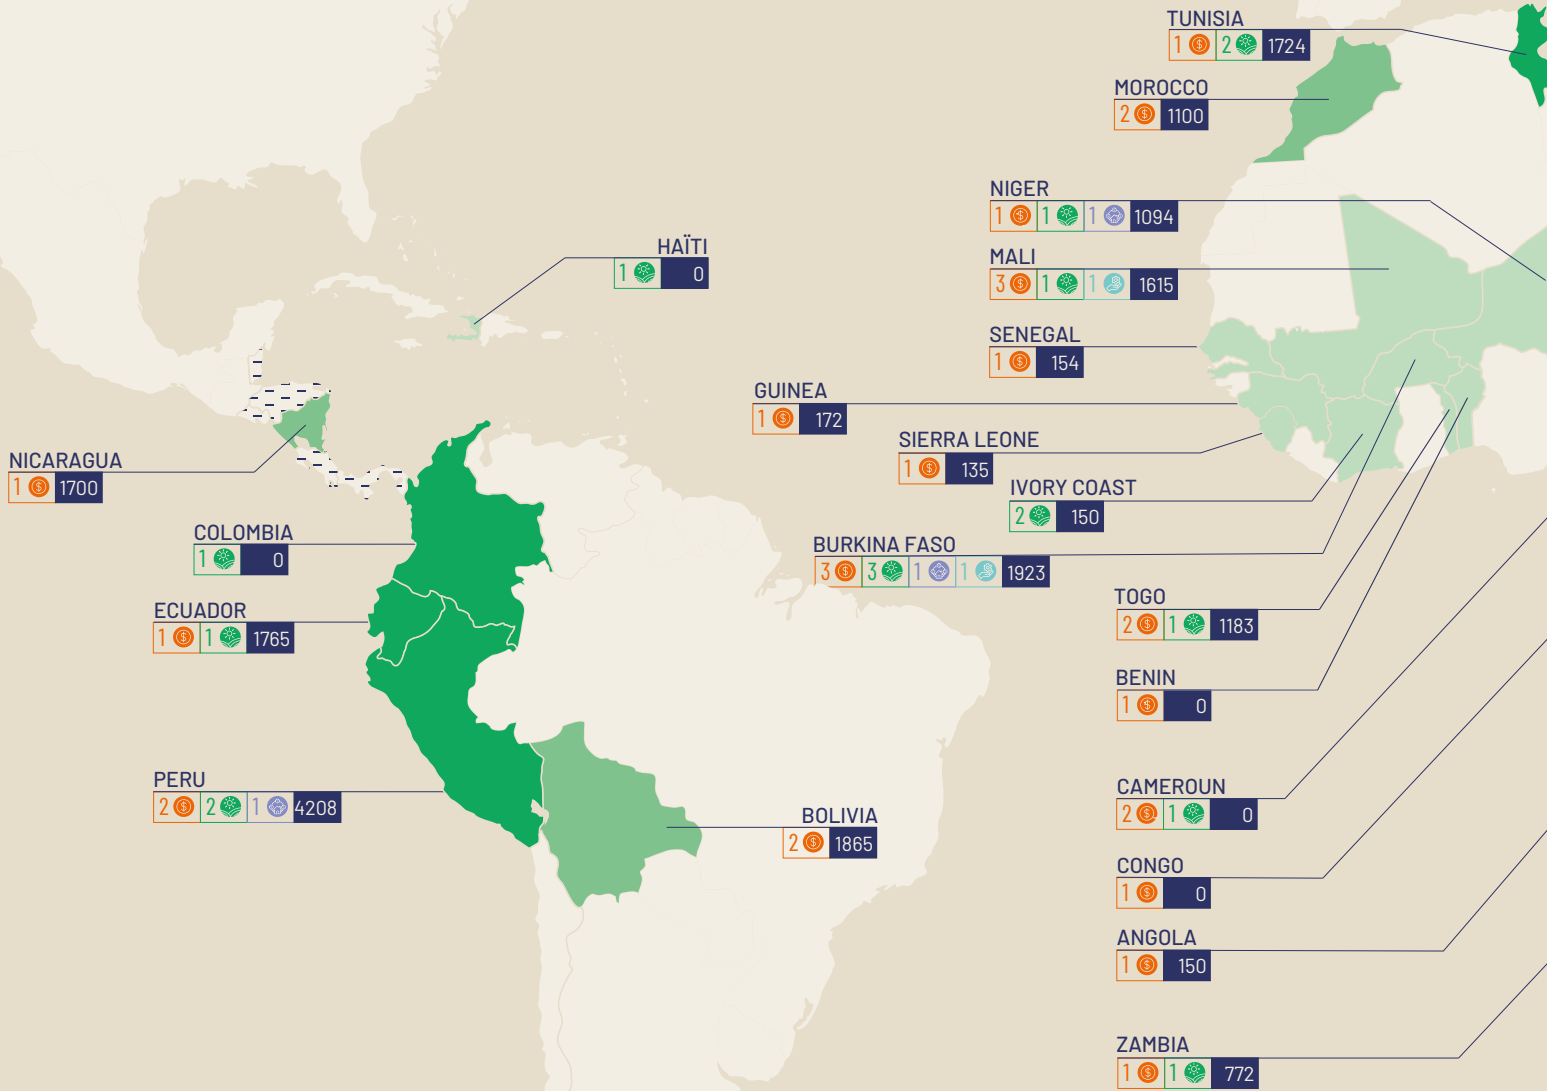 TUNISIA
1 2 1724
MOROCCO
2 1100
NIGER
1 1 1 1094
HAÏTI
1 0
MALI
3 1 1 1615
SENEGAL
1 154
GUINEA
1 172
SIERRA LEONE
1 135
NICARAGUA
1 1700
IVORY COAST
2 150
COLOMBIA
1 0
BURKINA FASO
3 3 1 1 1923
ECUADOR
1 1 1765
TOGO
2 1 1183
BENIN
1 0
PERU
2 2 1 4208
CAMEROUN
2 1 0
BOLIVIA
2 1865
CONGO
1 0
ANGOLA
1 150
ZAMBIA
1 1 772